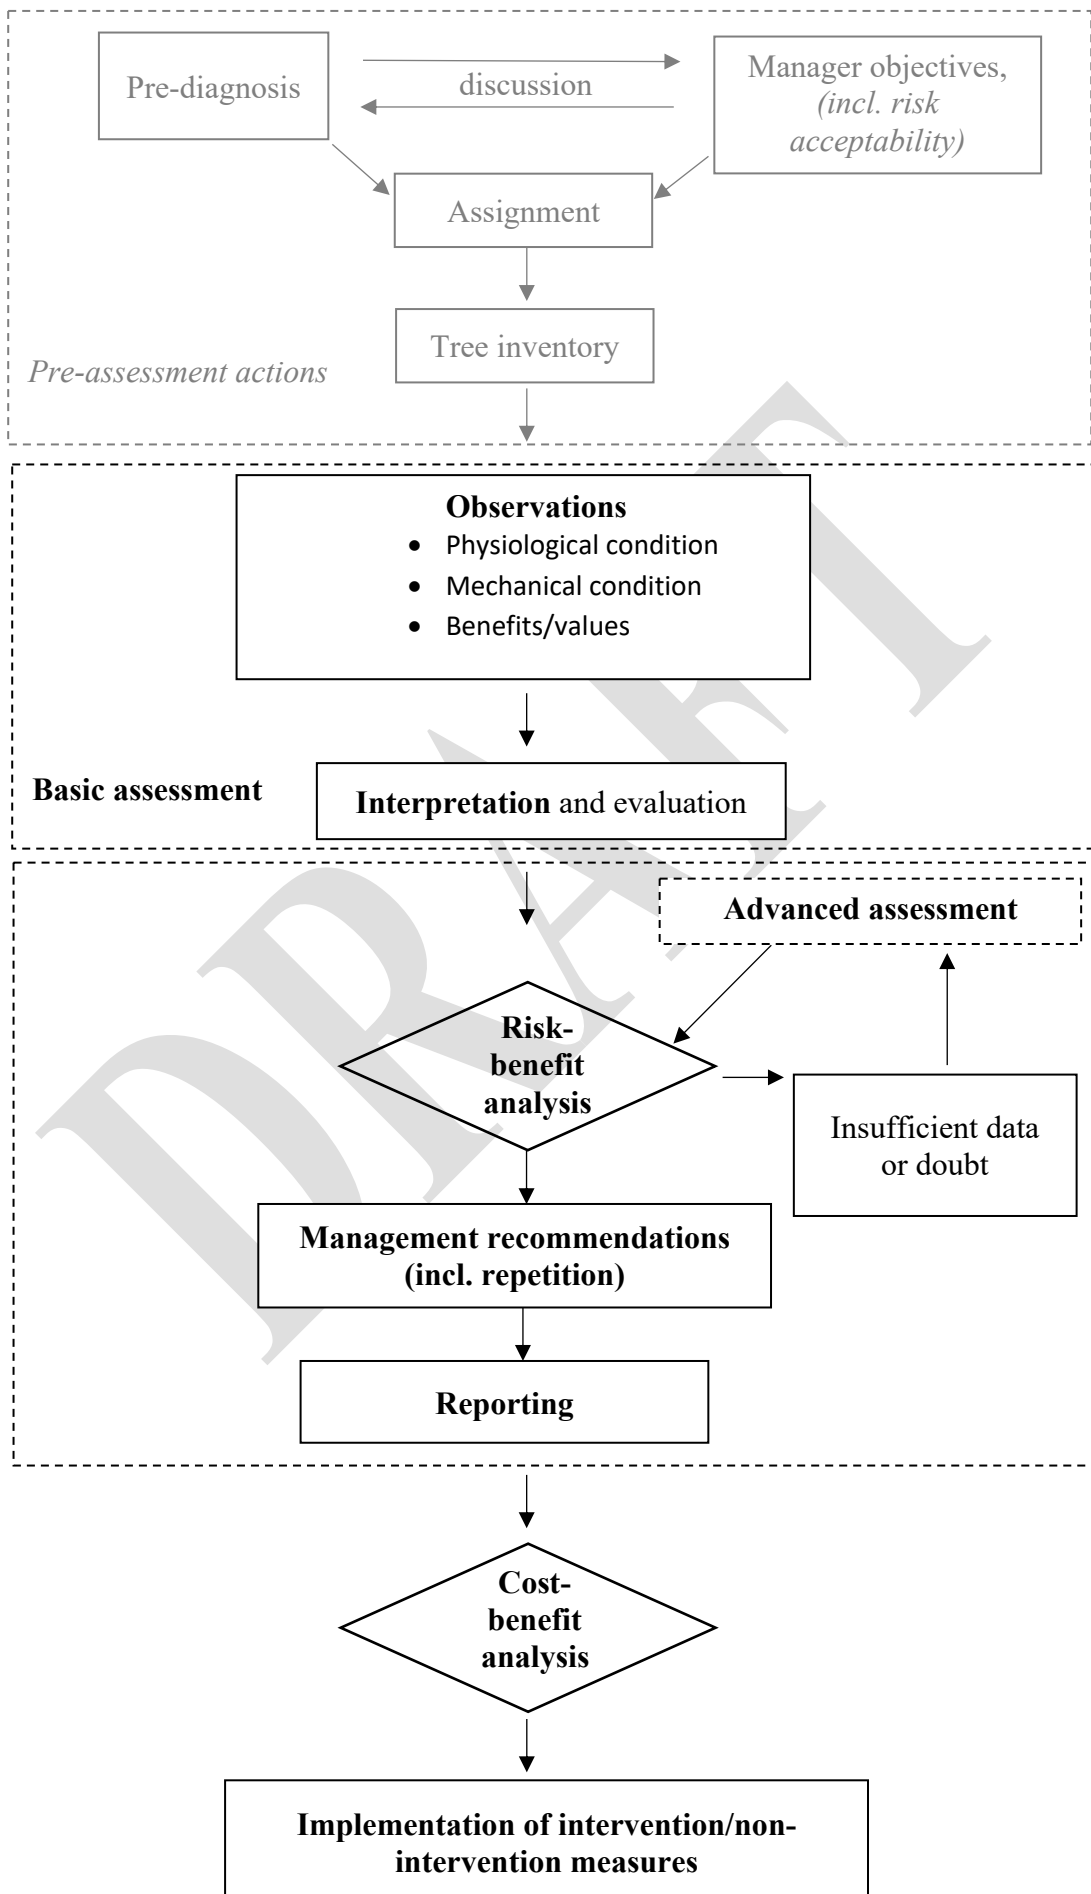 Pre-diagnosis
discussion
Manager objectives,
(incl. risk
acceptability)
Assignment
Tree inventory
Pre-assessment actions
Observations
• Physiological condition
• Mechanical condition
• Benefits/values
Basic assessment
Interpretation and evaluation
Advanced assessment
Risk-
benefit
analysis
Insufficient data
or doubt
Management recommendations
(incl. repetition)
Reporting
Cost-
benefit
analysis
Implementation of intervention/non-
intervention measures
DRAFT